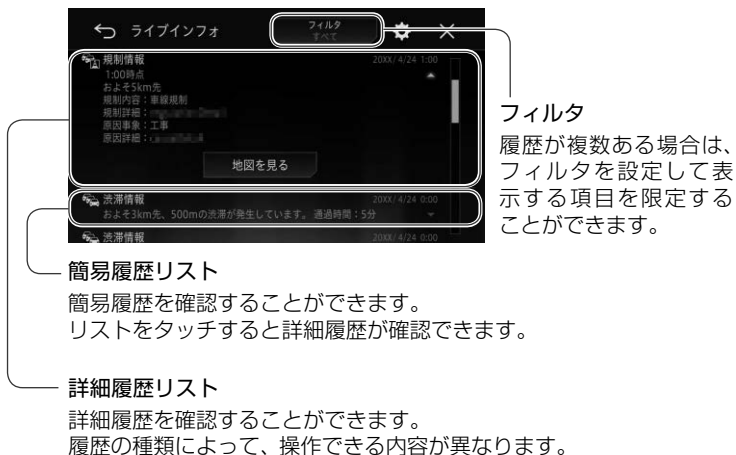 ライブインフォ
フィルタ
すべて
規制情報 20XX/ 4/24 1:00
1:00時点
およそ5km先
規制内容：車線規制
規制詳細：
原因事象：工事
原因詳細：
地図を見る
渋滞情報 20XX/ 4/24 0:00
およそ3km先、500mの渋滞が発生しています。 通過時間：5分
渋滞情報 20XX/ 4/24 0:00
フィルタ
履歴が複数ある場合は、
フィルタを設定して表
示する項目を限定する
ことができます。
簡易履歴リスト
簡易履歴を確認することができます。
リストをタッチすると詳細履歴が確認できます。
詳細履歴リスト
詳細履歴を確認することができます。
履歴の種類によって、操作できる内容が異なります。